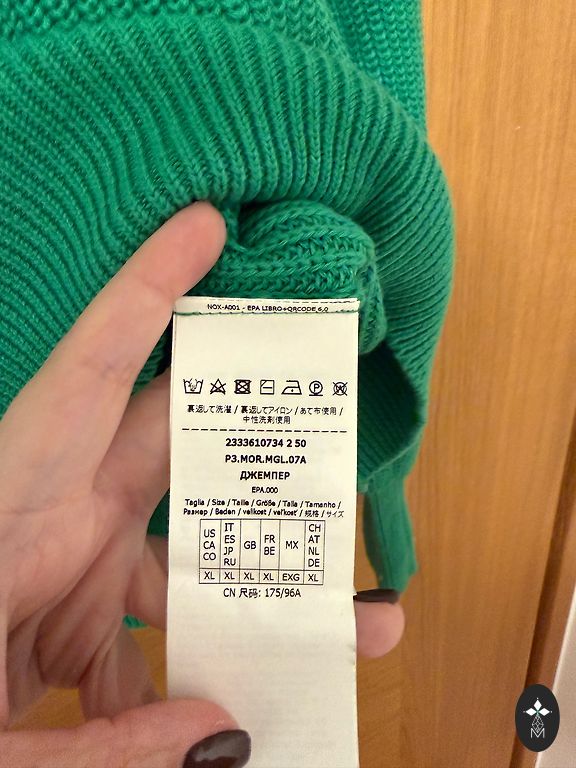 NOX-A001 - EPA LIBRO+QRCODE 6,0
裏返して洗濯 / 裏返してアイロン / あて布使用 /
中性洗剤使用
2333610734 2 50
P3.MOR.MGL.07A
ДЖЕМПЕР
EPA.000
Taglia / Size / Taille / Größe / Talla / Tamanho /
Размер / Beden / velikost / veľkosť / 规格 / サイズ
US CA CO | IT ES JP RU | GB | FR BE | MX | CH AT NL DE
XL | XL | XL | XL | EXG | XL
CN 尺码: 175/96A
M